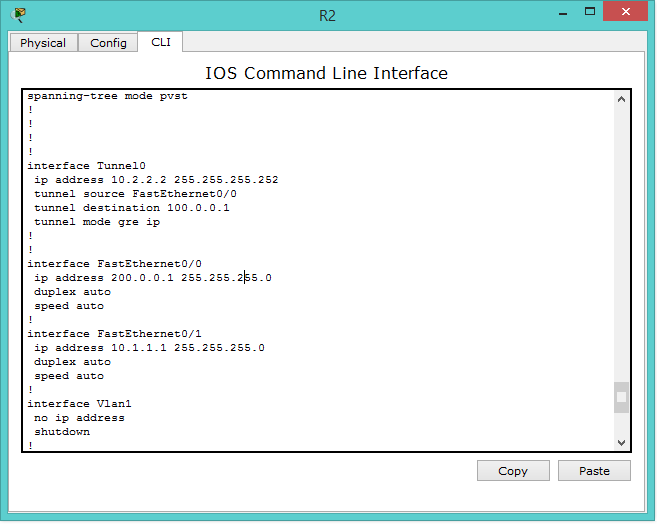 R2
Physical Config CLI
IOS Command Line Interface
spanning-tree mode pvst
!
!
!
!
interface Tunnel0
 ip address 10.2.2.2 255.255.255.252
 tunnel source FastEthernet0/0
 tunnel destination 100.0.0.1
 tunnel mode gre ip
!
!
interface FastEthernet0/0
 ip address 200.0.0.1 255.255.255.0
 duplex auto
 speed auto
!
interface FastEthernet0/1
 ip address 10.1.1.1 255.255.255.0
 duplex auto
 speed auto
!
interface Vlan1
 no ip address
 shutdown
!
Copy Paste